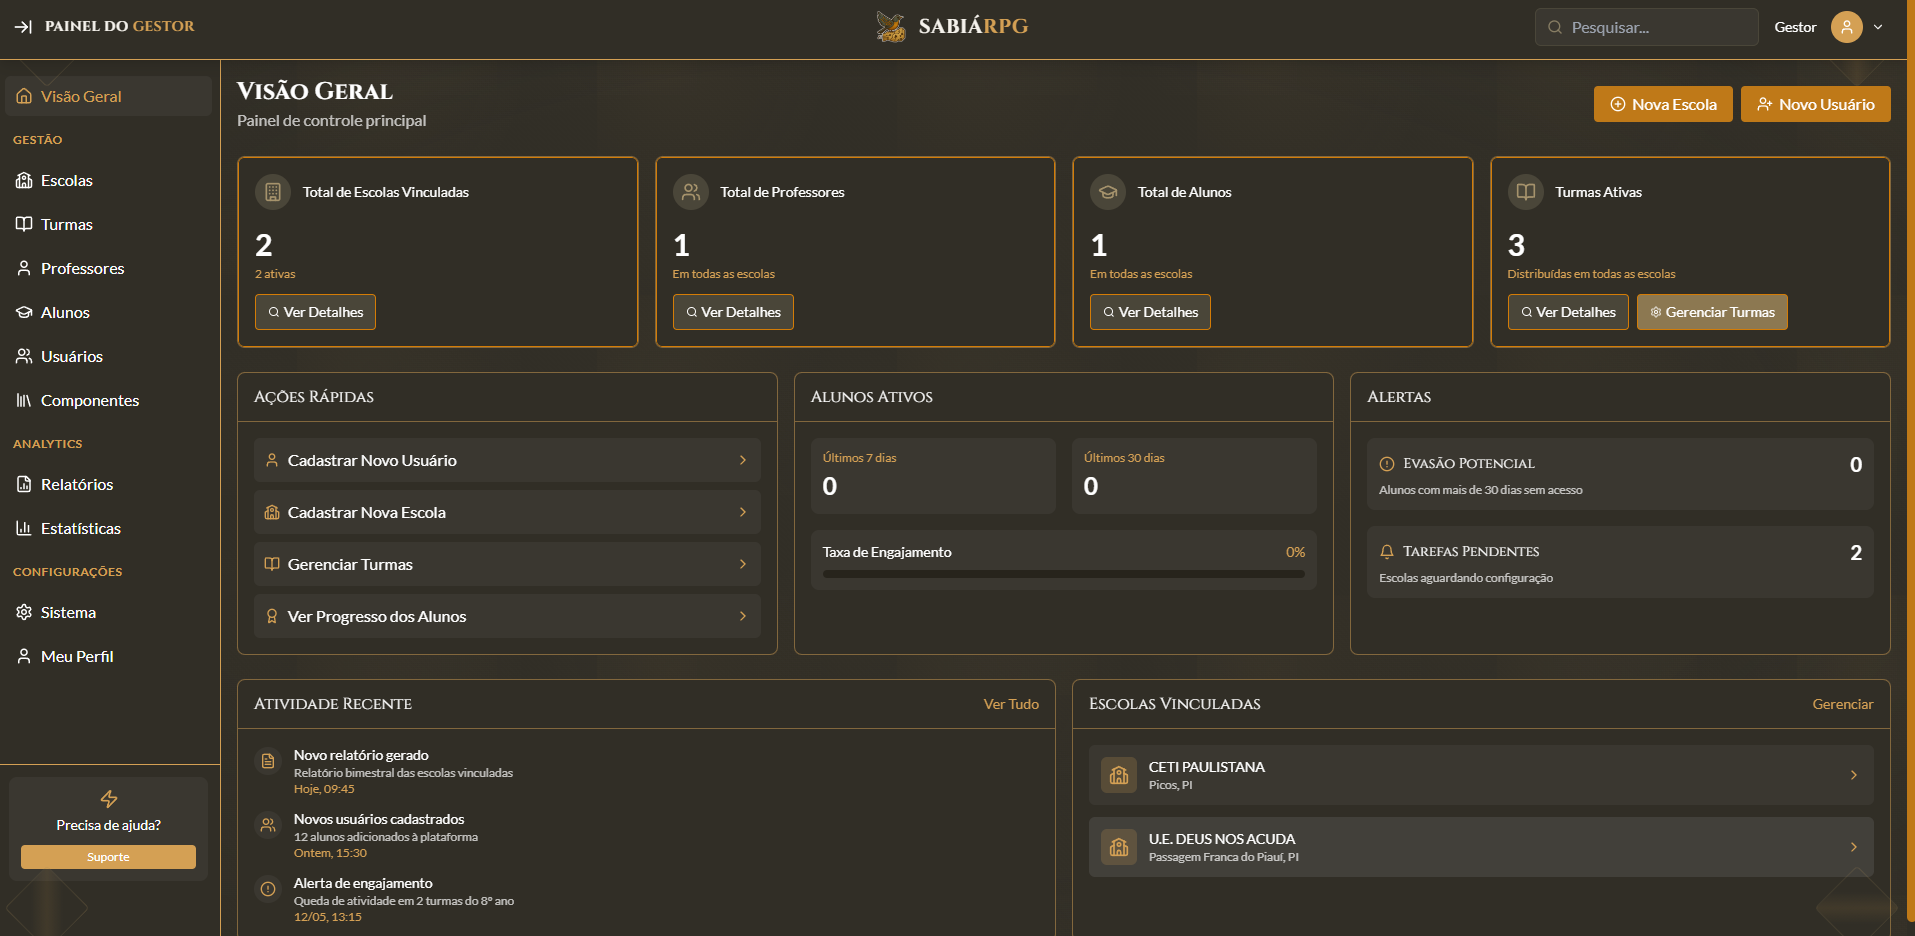 PAINEL DO GESTOR
SABIÁRPG
Pesquisar...
Gestor
Visão Geral
GESTÃO
Escolas
Turmas
Professores
Alunos
Usuários
Componentes
ANALYTICS
Relatórios
Estatísticas
CONFIGURAÇÕES
Sistema
Meu Perfil
Precisa de ajuda?
Suporte
Visão Geral
Painel de controle principal
Nova Escola
Novo Usuário
Total de Escolas Vinculadas
2
2 ativas
Ver Detalhes
Total de Professores
1
Em todas as escolas
Ver Detalhes
Total de Alunos
1
Em todas as escolas
Ver Detalhes
Turmas Ativas
3
Distribuídas em todas as escolas
Ver Detalhes
Gerenciar Turmas
Ações Rápidas
Cadastrar Novo Usuário
Cadastrar Nova Escola
Gerenciar Turmas
Ver Progresso dos Alunos
Alunos Ativos
Últimos 7 dias
0
Últimos 30 dias
0
Taxa de Engajamento
0%
Alertas
Evasão Potencial
0
Alunos com mais de 30 dias sem acesso
Tarefas Pendentes
2
Escolas aguardando configuração
Atividade Recente
Ver Tudo
Novo relatório gerado
Relatório bimestral das escolas vinculadas
Hoje, 09:45
Novos usuários cadastrados
12 alunos adicionados à plataforma
Ontem, 15:30
Alerta de engajamento
Queda de atividade em 2 turmas do 8º ano
12/05, 13:15
Escolas Vinculadas
Gerenciar
CETI PAULISTANA
Picos, PI
U.E. DEUS NOS ACUDA
Passagem Franca do Piauí, PI